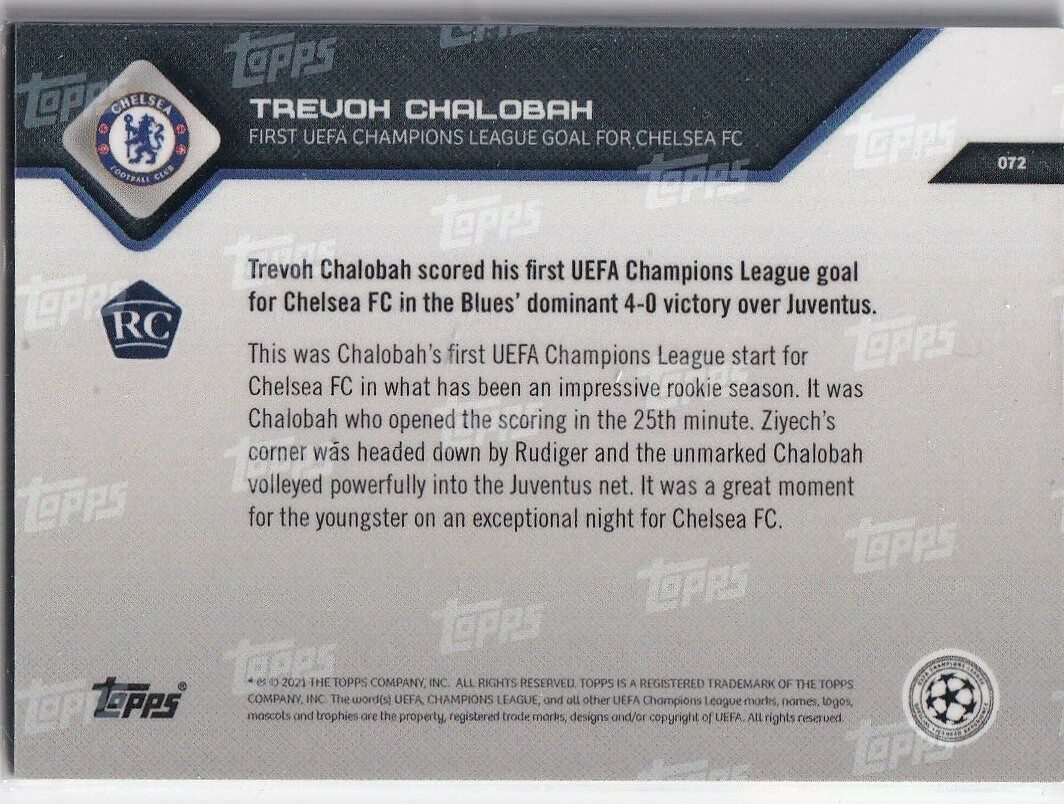 CHELSEA
FOOTBALL CLUB
TREVOH CHALOBAH
FIRST UEFA CHAMPIONS LEAGUE GOAL FOR CHELSEA FC
072
RC
Trevoh Chalobah scored his first UEFA Champions League goal
for Chelsea FC in the Blues' dominant 4-0 victory over Juventus.
This was Chalobah's first UEFA Champions League start for
Chelsea FC in what has been an impressive rookie season. It was
Chalobah who opened the scoring in the 25th minute. Ziyech's
corner was headed down by Rudiger and the unmarked Chalobah
volleyed powerfully into the Juventus net. It was a great moment
for the youngster on an exceptional night for Chelsea FC.
Topps®
© 2021 THE TOPPS COMPANY, INC. ALL RIGHTS RESERVED. TOPPS IS A REGISTERED TRADEMARK OF THE TOPPS
COMPANY, INC. The word(s) UEFA, CHAMPIONS LEAGUE, and all other UEFA Champions League marks, names, logos,
mascots and trophies are the property, registered trade marks, designs and/or copyright of UEFA. All rights reserved.